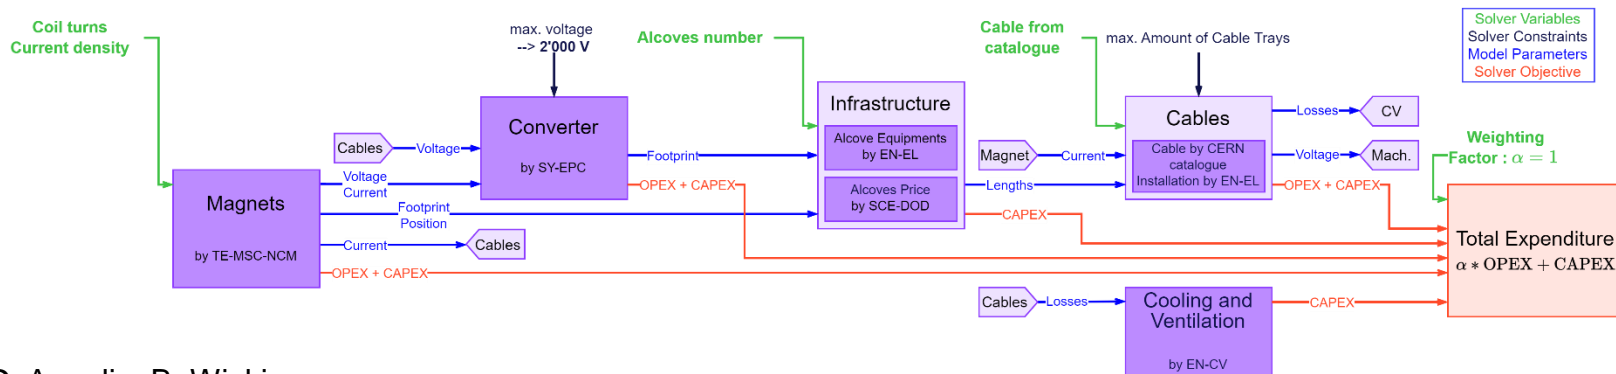 Coil turns
Current density
max. voltage
--> 2'000 V
Alcoves number
Cable from
catalogue
max. Amount of Cable Trays
Solver Variables
Solver Constraints
Model Parameters
Solver Objective
Magnets
by TE-MSC-NCM
Voltage
Current
Footprint
Position
Current
Cables
OPEX + CAPEX
Cables
Voltage
Converter
by SY-EPC
Footprint
OPEX + CAPEX
Infrastructure
Alcove Equipments
by EN-EL
Alcoves Price
by SCE-DOD
Lengths
CAPEX
Magnet
Current
Cables
Cable by CERN
catalogue
Installation by EN-EL
Losses
CV
Voltage
Mach.
OPEX + CAPEX
Weighting
Factor : α = 1
Total Expenditure
α ∗ OPEX + CAPEX
Cables
Losses
Cooling and
Ventilation
by EN-CV
CAPEX